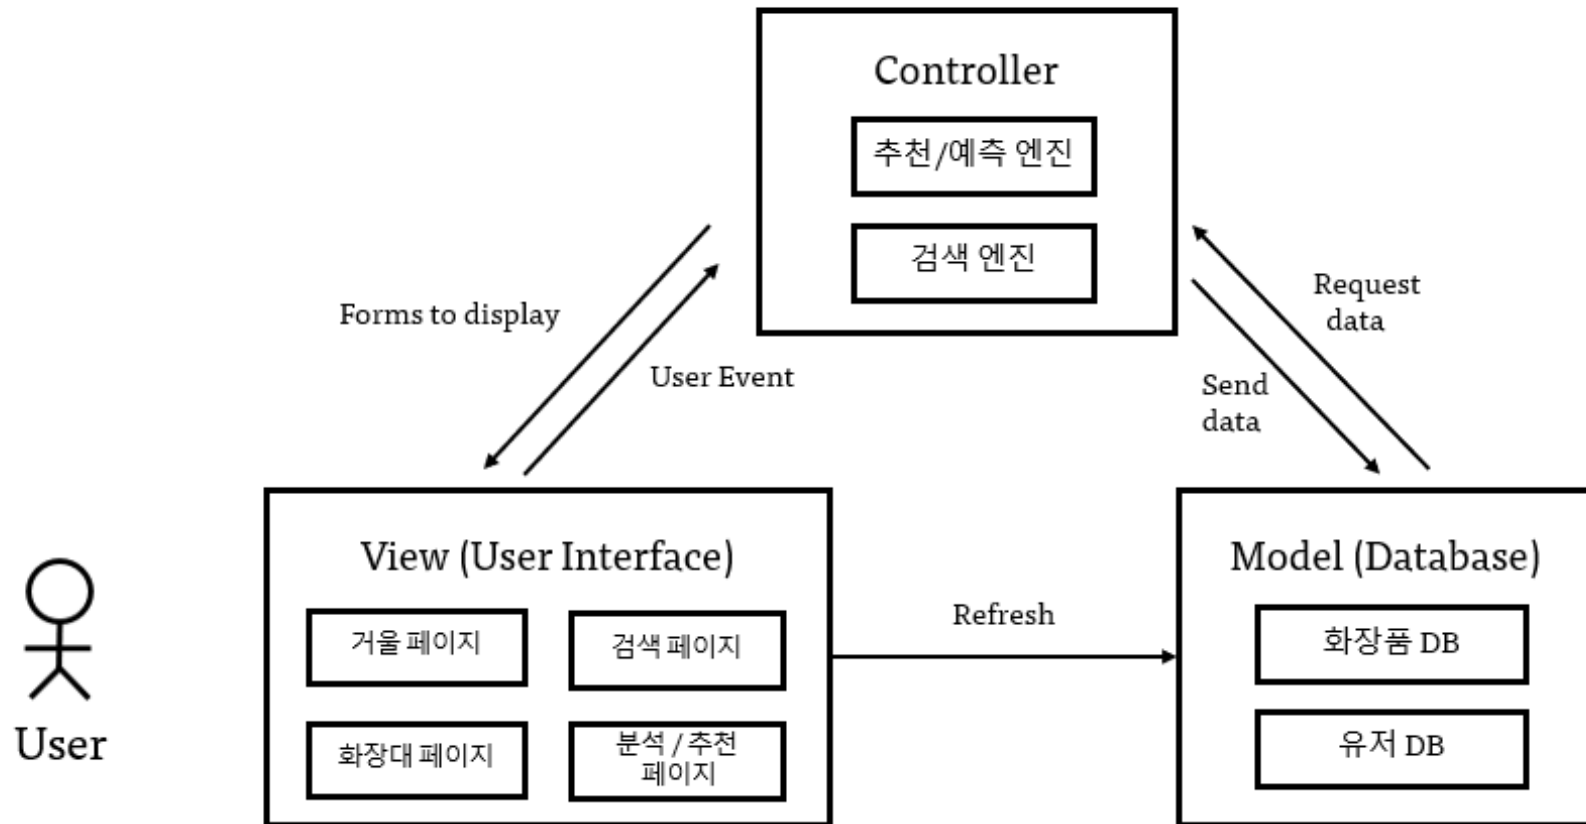 Controller
추천/예측 엔진
검색 엔진
Forms to display
User Event
Request
data
Send
data
View (User Interface)
거울 페이지
검색 페이지
화장대 페이지
분석 / 추천
페이지
Refresh
Model (Database)
화장품 DB
유저 DB
User